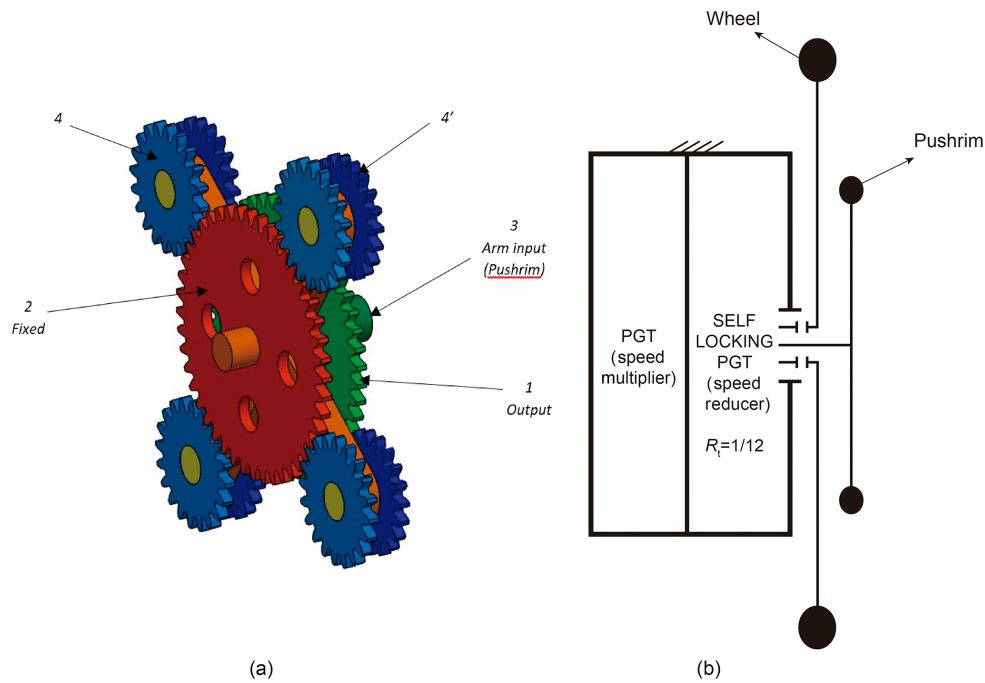 4
4’
3
Arm input
(Pushrim)
2
Fixed
1
Output
(a)
Wheel
Pushrim
PGT
(speed
multiplier)
SELF
LOCKING
PGT
(speed
reducer)
Rt=1/12
(b)